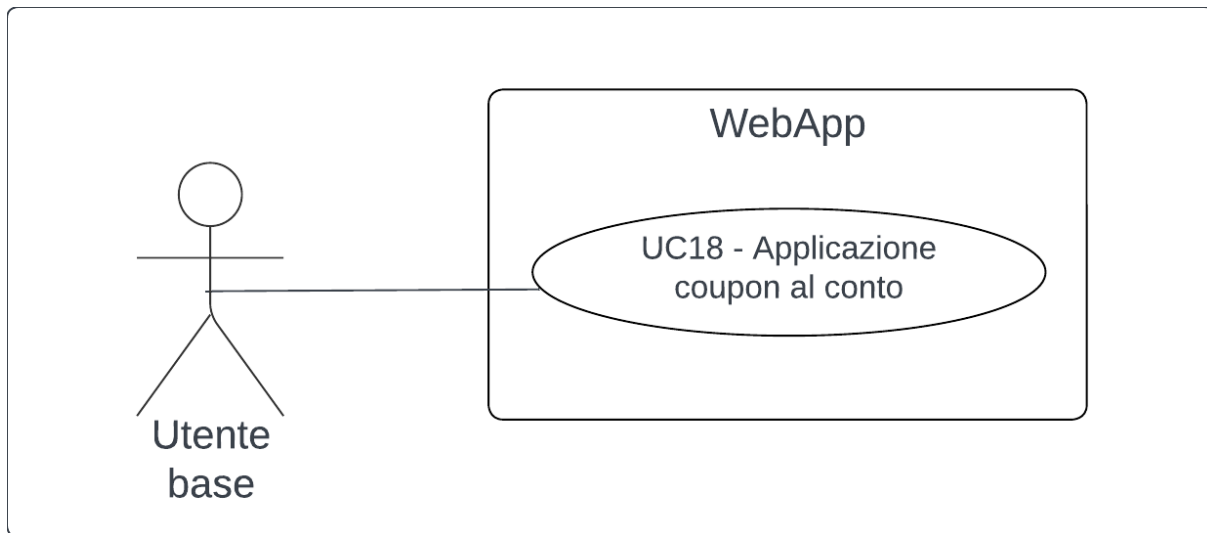 WebApp
UC18 - Applicazione
coupon al conto
Utente
base